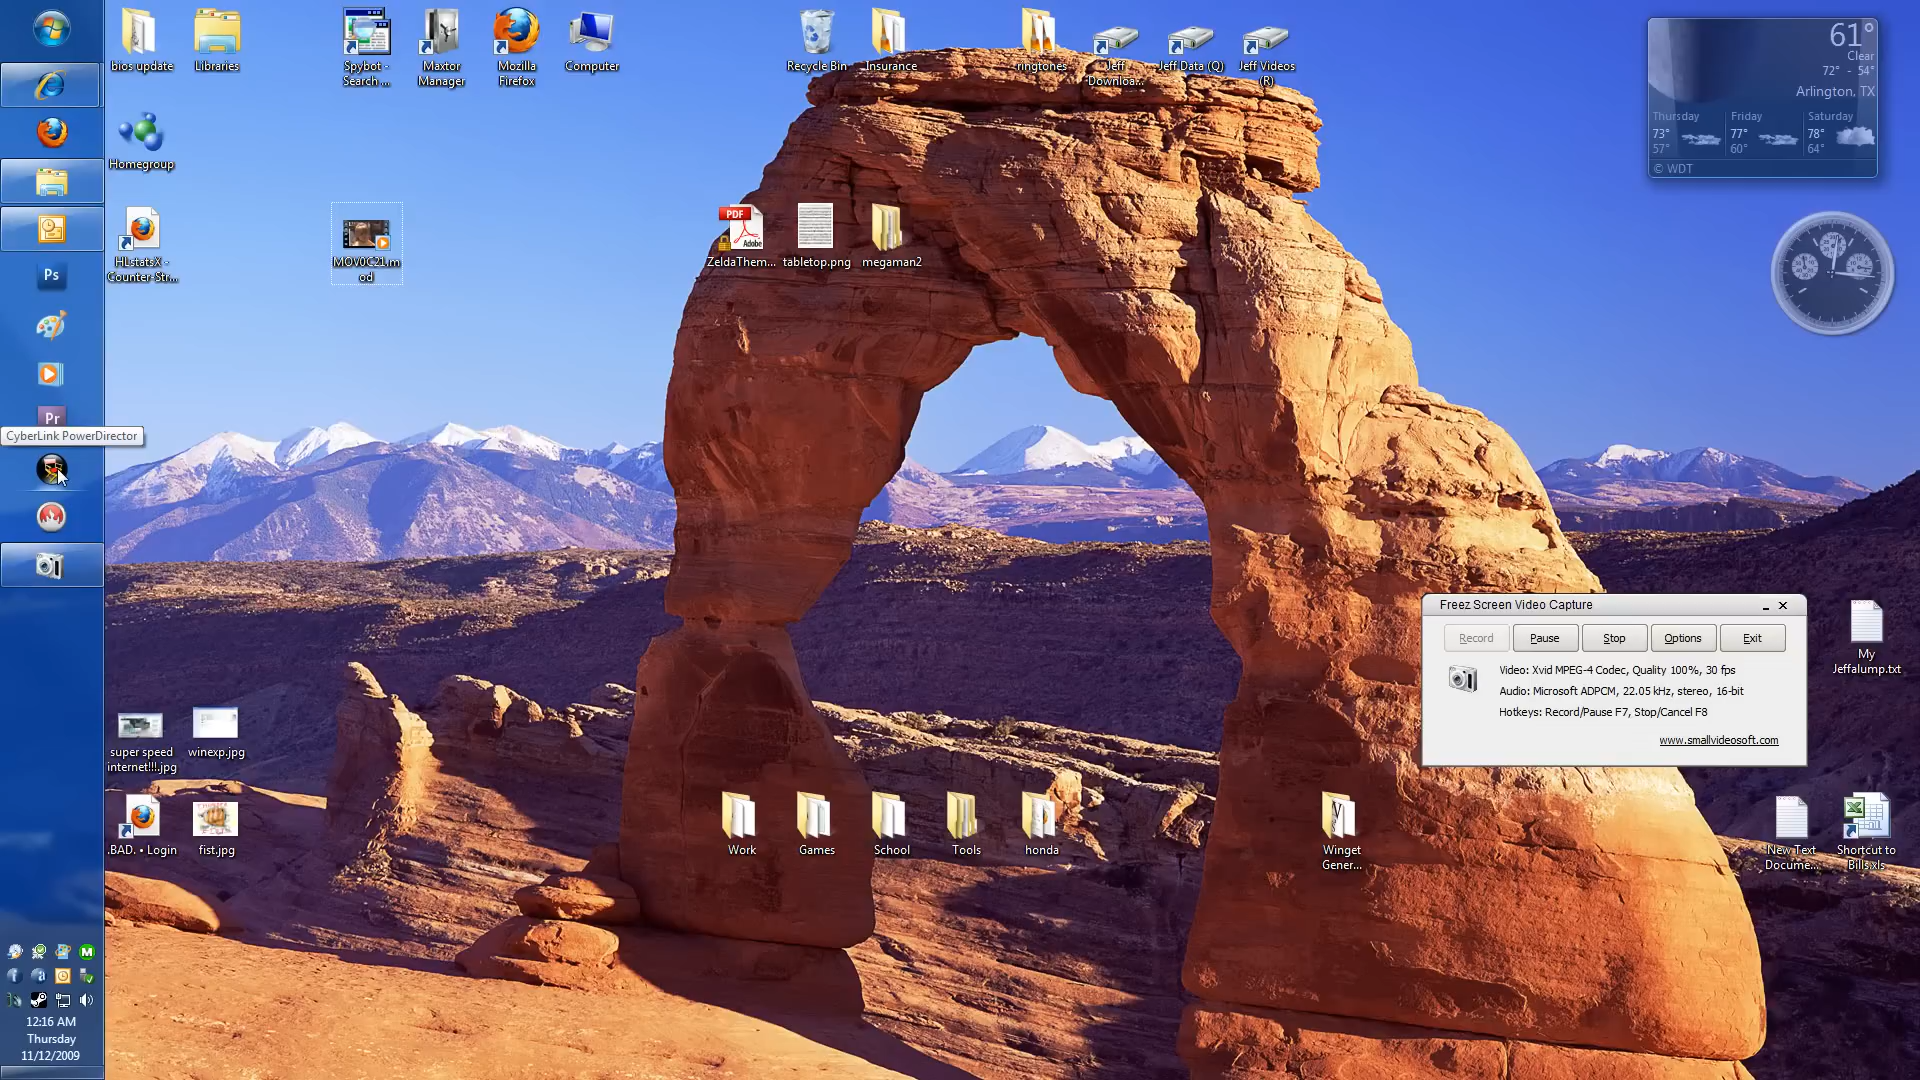 bios update
Libraries
Spybot -
Search ...
Maxtor
Manager
Mozilla
Firefox
Computer
Recycle Bin
Insurance
ringtones
Jeff
Downloa...
Jeff Data (Q)
Jeff Videos
(R)
61°
Clear
72° - 54°
Arlington, TX
Thursday
Friday
Saturday
73°
57°
77°
60°
78°
64°
© WDT
Homegroup
HLstatsX -
Counter-Str...
MOV0C21.m
od
PDF
Adobe
ZeldaThem...
tabletop.png
megaman2
Ps
Pr
CyberLink PowerDirector
Freez Screen Video Capture
Record
Pause
Stop
Options
Exit
Video: Xvid MPEG-4 Codec, Quality 100%, 30 fps
Audio: Microsoft ADPCM, 22.05 kHz, stereo, 16-bit
Hotkeys: Record/Pause F7, Stop/Cancel F8
www.smallvideosoft.com
My
Jeffalump.txt
super speed
internet!!!.jpg
winexp.jpg
.BAD. • Login
fist.jpg
Work
Games
School
Tools
honda
Winget
Gener...
New Text
Docume...
Shortcut to
Bills.xls
12:16 AM
Thursday
11/12/2009